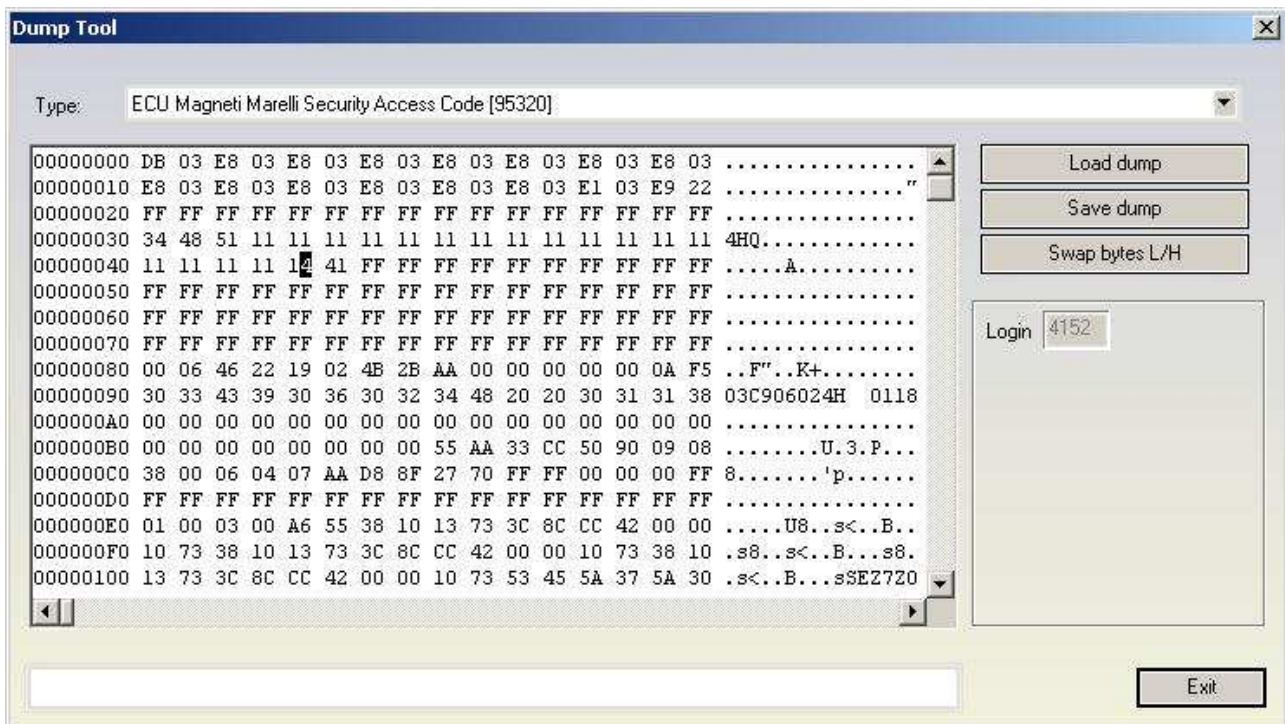 Dump Tool
Type: ECU Magneti Marelli Security Access Code [95320]
00000000 DB 03 E8 03 E8 03 E8 03 E8 03 E8 03 E8 03 E8 03 ................
00000010 E8 03 E8 03 E8 03 E8 03 E8 03 E8 03 E1 03 E9 22 ..............."
00000020 FF FF FF FF FF FF FF FF FF FF FF FF FF FF FF FF ................
00000030 34 48 51 11 11 11 11 11 11 11 11 11 11 11 11 11 4HQ.............
00000040 11 11 11 11 14 41 FF FF FF FF FF FF FF FF FF FF .....A..........
00000050 FF FF FF FF FF FF FF FF FF FF FF FF FF FF FF FF ................
00000060 FF FF FF FF FF FF FF FF FF FF FF FF FF FF FF FF ................
00000070 FF FF FF FF FF FF FF FF FF FF FF FF FF FF FF FF ................
00000080 00 06 46 22 19 02 4B 2B AA 00 00 00 00 00 0A F5 ..F"..K+........
00000090 30 33 43 39 30 36 30 32 34 48 20 20 30 31 31 38 03C906024H  0118
000000A0 00 00 00 00 00 00 00 00 00 00 00 00 00 00 00 00 ................
000000B0 00 00 00 00 00 00 00 00 55 AA 33 CC 50 90 09 08 ........U.3.P...
000000C0 38 00 06 04 07 AA D8 8F 27 70 FF FF 00 00 00 FF 8.......'p......
000000D0 FF FF FF FF FF FF FF FF FF FF FF FF FF FF FF FF ................
000000E0 01 00 03 00 A6 55 38 10 13 73 3C 8C CC 42 00 00 .....U8..s<..B..
000000F0 10 73 38 10 13 73 3C 8C CC 42 00 00 10 73 38 10 .s8..s<..B...s8.
00000100 13 73 3C 8C CC 42 00 00 10 73 53 45 5A 37 5A 30 .s<..B...sSEZ7Z0
Load dump
Save dump
Swap bytes L/H
Login 4152
Exit